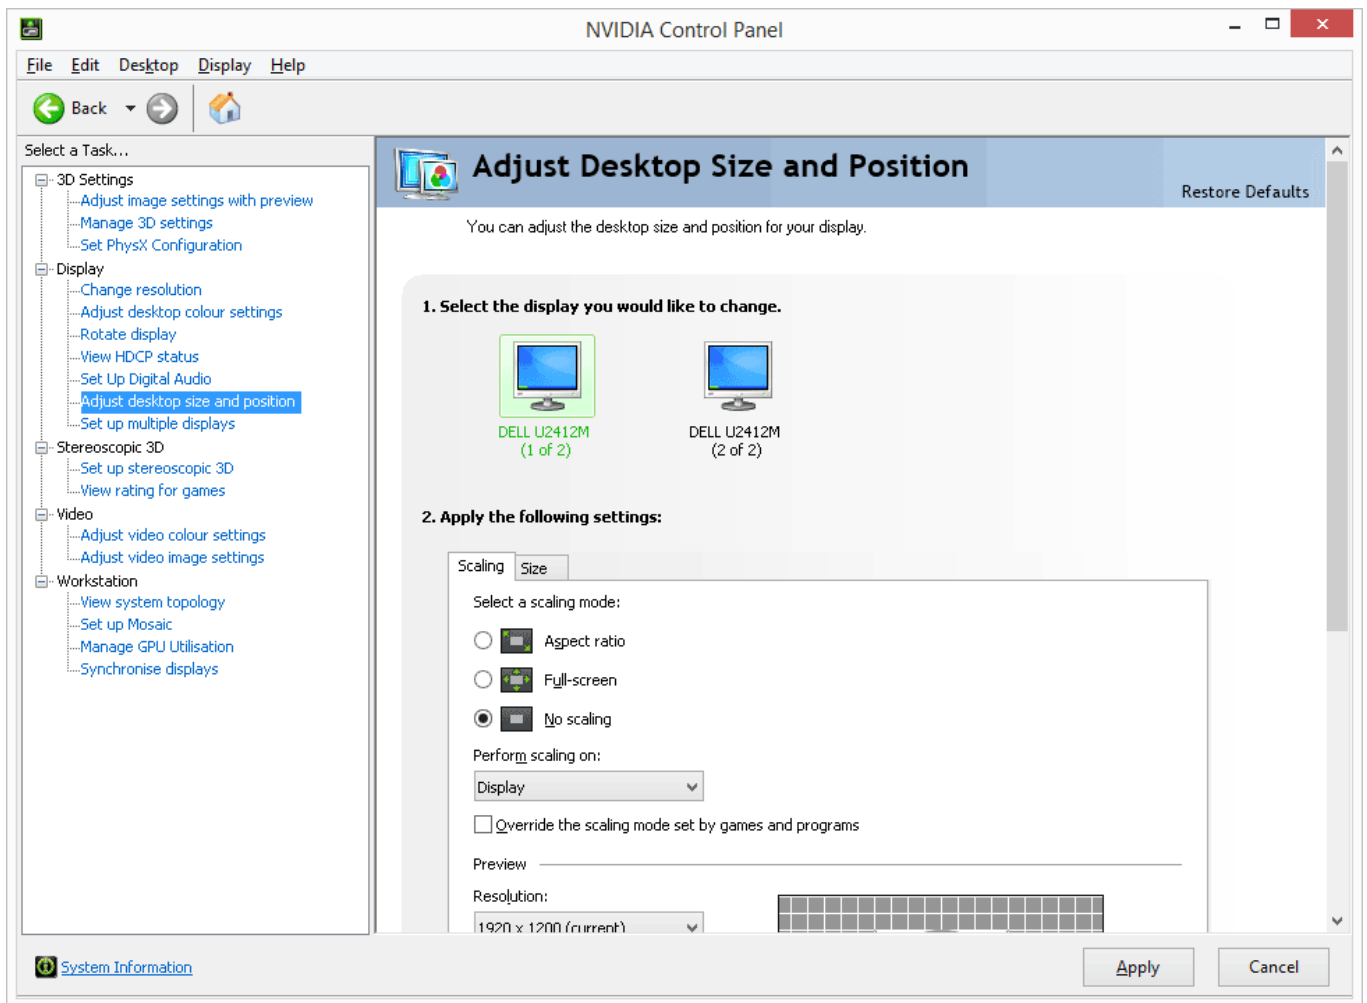 NVIDIA Control Panel
File Edit Desktop Display Help
Back
Select a Task...
3D Settings
Adjust image settings with preview
Manage 3D settings
Set PhysX Configuration
Display
Change resolution
Adjust desktop colour settings
Rotate display
View HDCP status
Set Up Digital Audio
Adjust desktop size and position
Set up multiple displays
Stereoscopic 3D
Set up stereoscopic 3D
View rating for games
Video
Adjust video colour settings
Adjust video image settings
Workstation
View system topology
Set up Mosaic
Manage GPU Utilisation
Synchronise displays
Adjust Desktop Size and Position
Restore Defaults
You can adjust the desktop size and position for your display.
1. Select the display you would like to change.
DELL U2412M
(1 of 2)
DELL U2412M
(2 of 2)
2. Apply the following settings:
Scaling Size
Select a scaling mode:
Aspect ratio
Full-screen
No scaling
Perform scaling on:
Display
Override the scaling mode set by games and programs
Preview
Resolution:
1920 x 1200 (current)
System Information
Apply Cancel